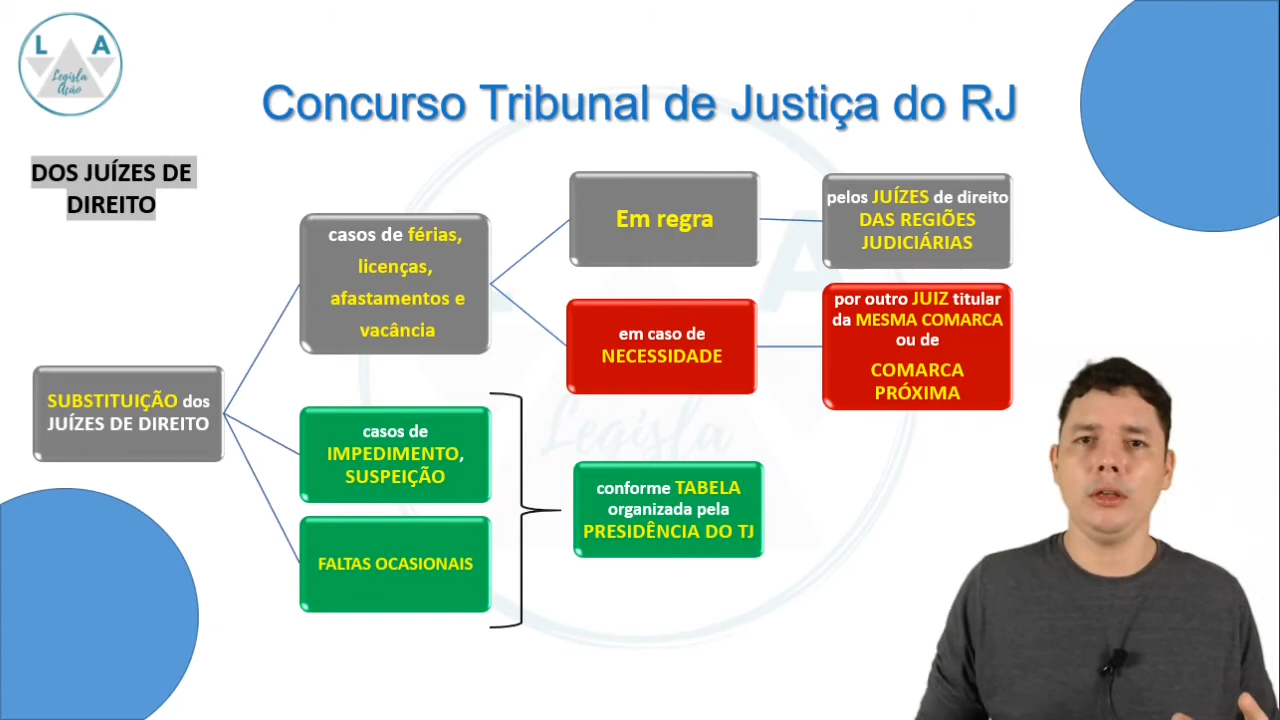 L A
Legisla
Ação
Concurso Tribunal de Justiça do RJ
DOS JUÍZES DE
DIREITO
SUBSTITUIÇÃO dos
JUÍZES DE DIREITO
casos de férias,
licenças,
afastamentos e
vacância
Em regra
pelos JUÍZES de direito
DAS REGIÕES
JUDICIÁRIAS
em caso de
NECESSIDADE
por outro JUIZ titular
da MESMA COMARCA
ou de
COMARCA
PRÓXIMA
casos de
IMPEDIMENTO,
SUSPEIÇÃO
FALTAS OCASIONAIS
conforme TABELA
organizada pela
PRESIDÊNCIA DO TJ
Legisla